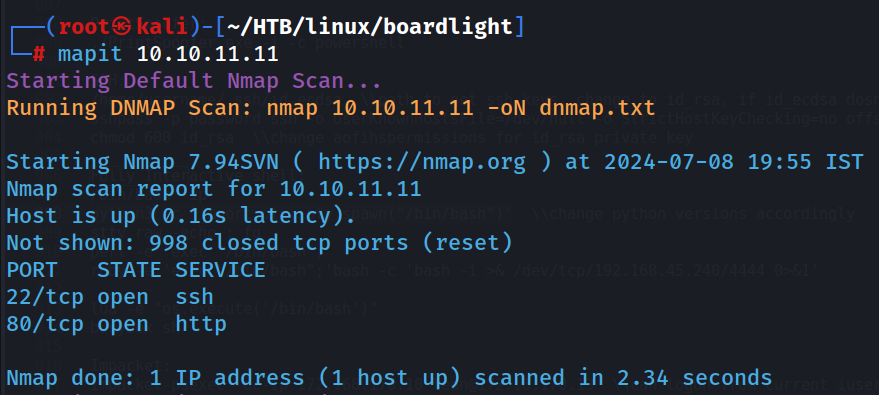 ┌──(root㉿kali)-[~/HTB/linux/boardlight]
└─# mapit 10.10.11.11
Starting Default Nmap Scan...
Running DNMAP Scan: nmap 10.10.11.11 -oN dnmap.txt
Starting Nmap 7.94SVN ( https://nmap.org ) at 2024-07-08 19:55 IST
Nmap scan report for 10.10.11.11
Host is up (0.16s latency).
Not shown: 998 closed tcp ports (reset)
PORT   STATE SERVICE
22/tcp open  ssh
80/tcp open  http
Nmap done: 1 IP address (1 host up) scanned in 2.34 seconds